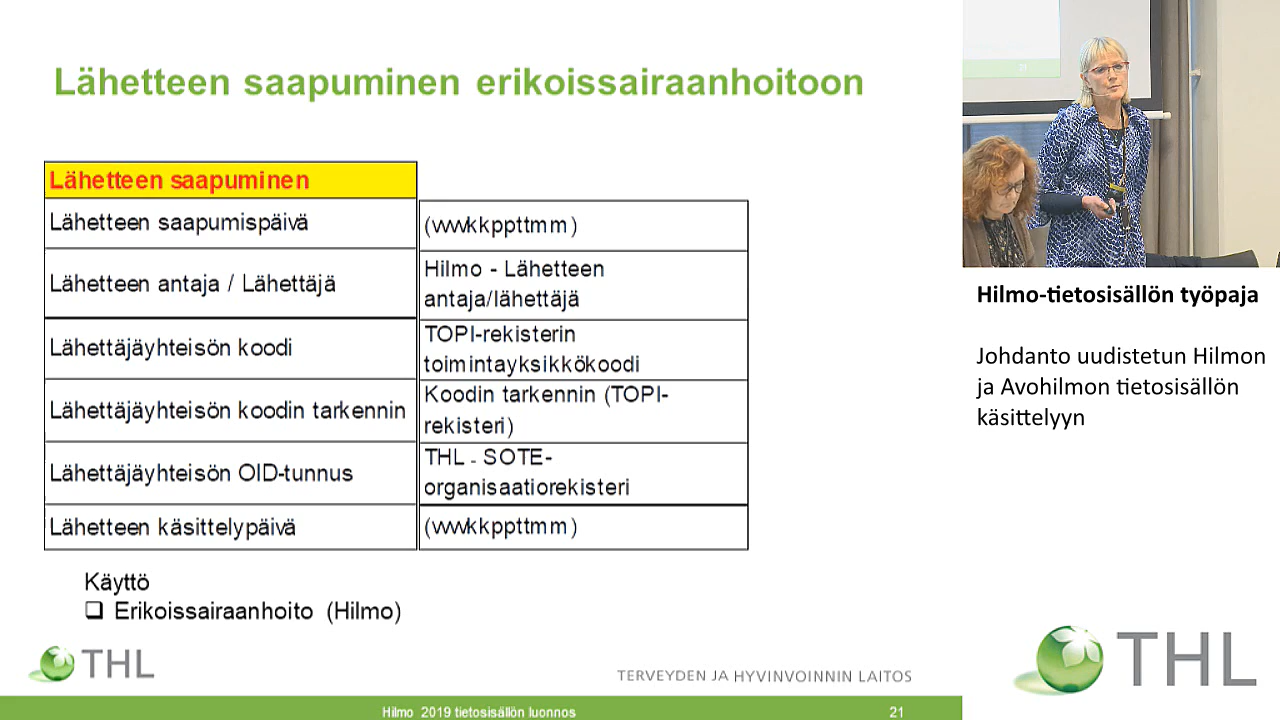 Lähetteen saapuminen erikoissairaanhoitoon
Lähetteen saapuminen
Lähetteen saapumispäivä
(vvvvkkppttmm)
Lähetteen antaja / Lähettäjä
Hilmo - Lähetteen
antaja/lähettäjä
Lähettäjäyhteisön koodi
TOPI-rekisterin
toimintayksikkökoodi
Lähettäjäyhteisön koodin tarkennin
Koodin tarkennin (TOPI-
rekisteri)
Lähettäjäyhteisön OID-tunnus
THL - SOTE-
organisaatiorekisteri
Lähetteen käsittelypäivä
(vvvvkkppttmm)
Käyttö
❑ Erikoissairaanhoito (Hilmo)
THL
TERVEYDEN JA HYVINVOINNIN LAITOS
Hilmo 2019 tietosisällön luonnos
21
Hilmo-tietosisällön työpaja
Johdanto uudistetun Hilmon
ja Avohilmon tietosisällön
käsittelyyn
THL